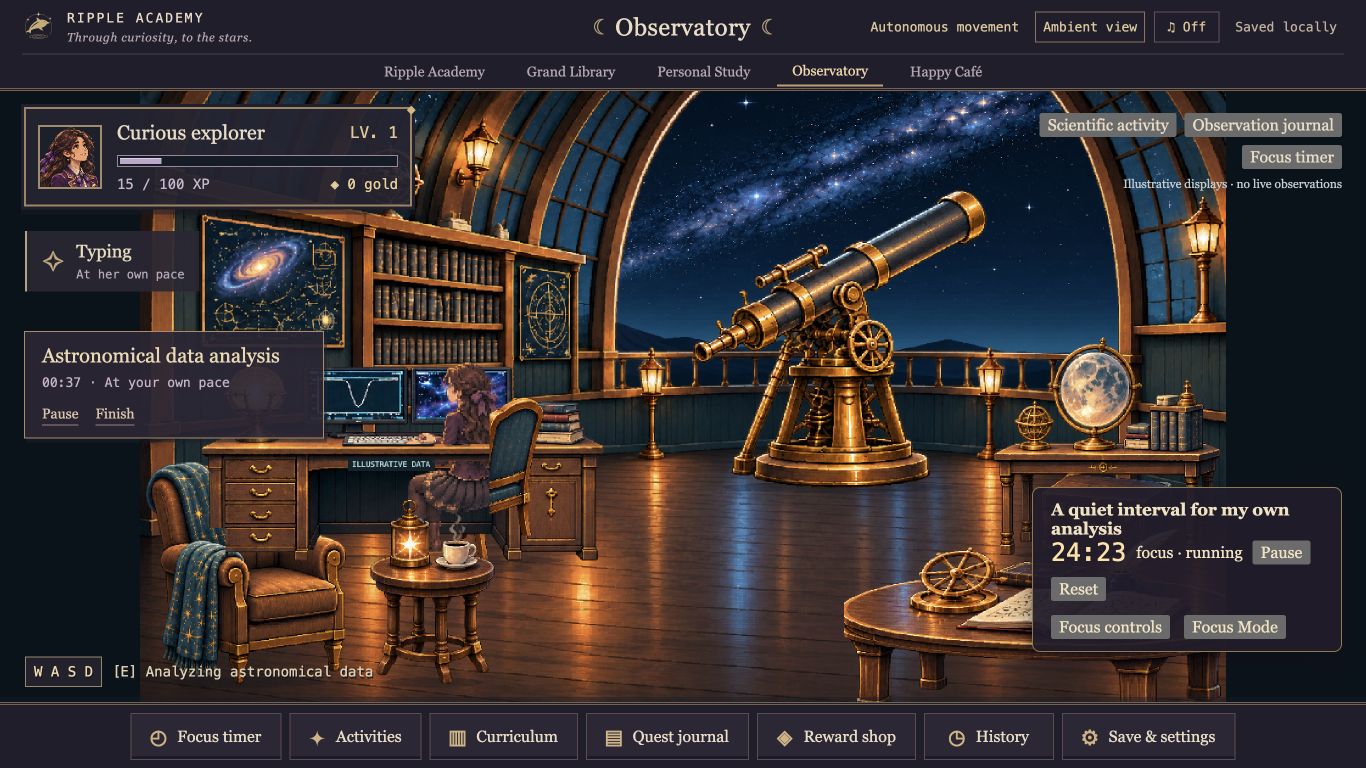 RIPPLE ACADEMY
Through curiosity, to the stars.
Observatory
Autonomous movement
Ambient view
♫ Off
Saved locally
Ripple Academy
Grand Library
Personal Study
Observatory
Happy Café
Curious explorer
LV. 1
15 / 100 XP
◆ 0 gold
Scientific activity
Observation journal
Focus timer
Illustrative displays · no live observations
Typing
At her own pace
Astronomical data analysis
00:37 · At your own pace
Pause
Finish
ILLUSTRATIVE DATA
A quiet interval for my own
analysis
24:23 focus · running
Pause
Reset
Focus controls
Focus Mode
W A S D
[E] Analyzing astronomical data
Focus timer
Activities
Curriculum
Quest journal
Reward shop
History
Save & settings